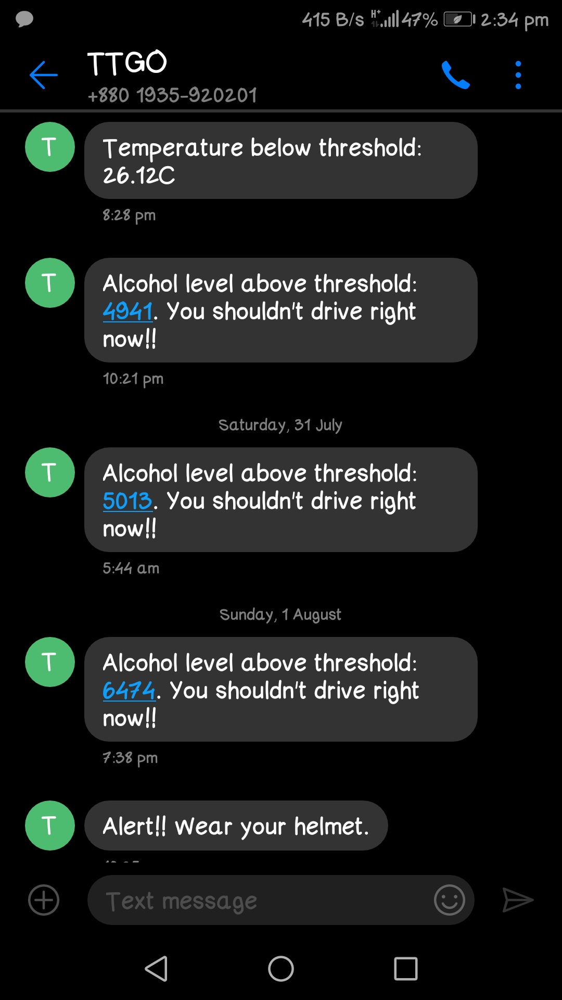 415 B/s H+ 47% 2:34 pm
TTGO
+880 1935-920201
T
Temperature below threshold:
26.12C
8:28 pm
T
Alcohol level above threshold:
4941. You shouldn't drive right
now!!
10:21 pm
Saturday, 31 July
T
Alcohol level above threshold:
5013. You shouldn't drive right
now!!
5:44 am
Sunday, 1 August
T
Alcohol level above threshold:
6474. You shouldn't drive right
now!!
7:38 pm
T
Alert!! Wear your helmet.
Text message